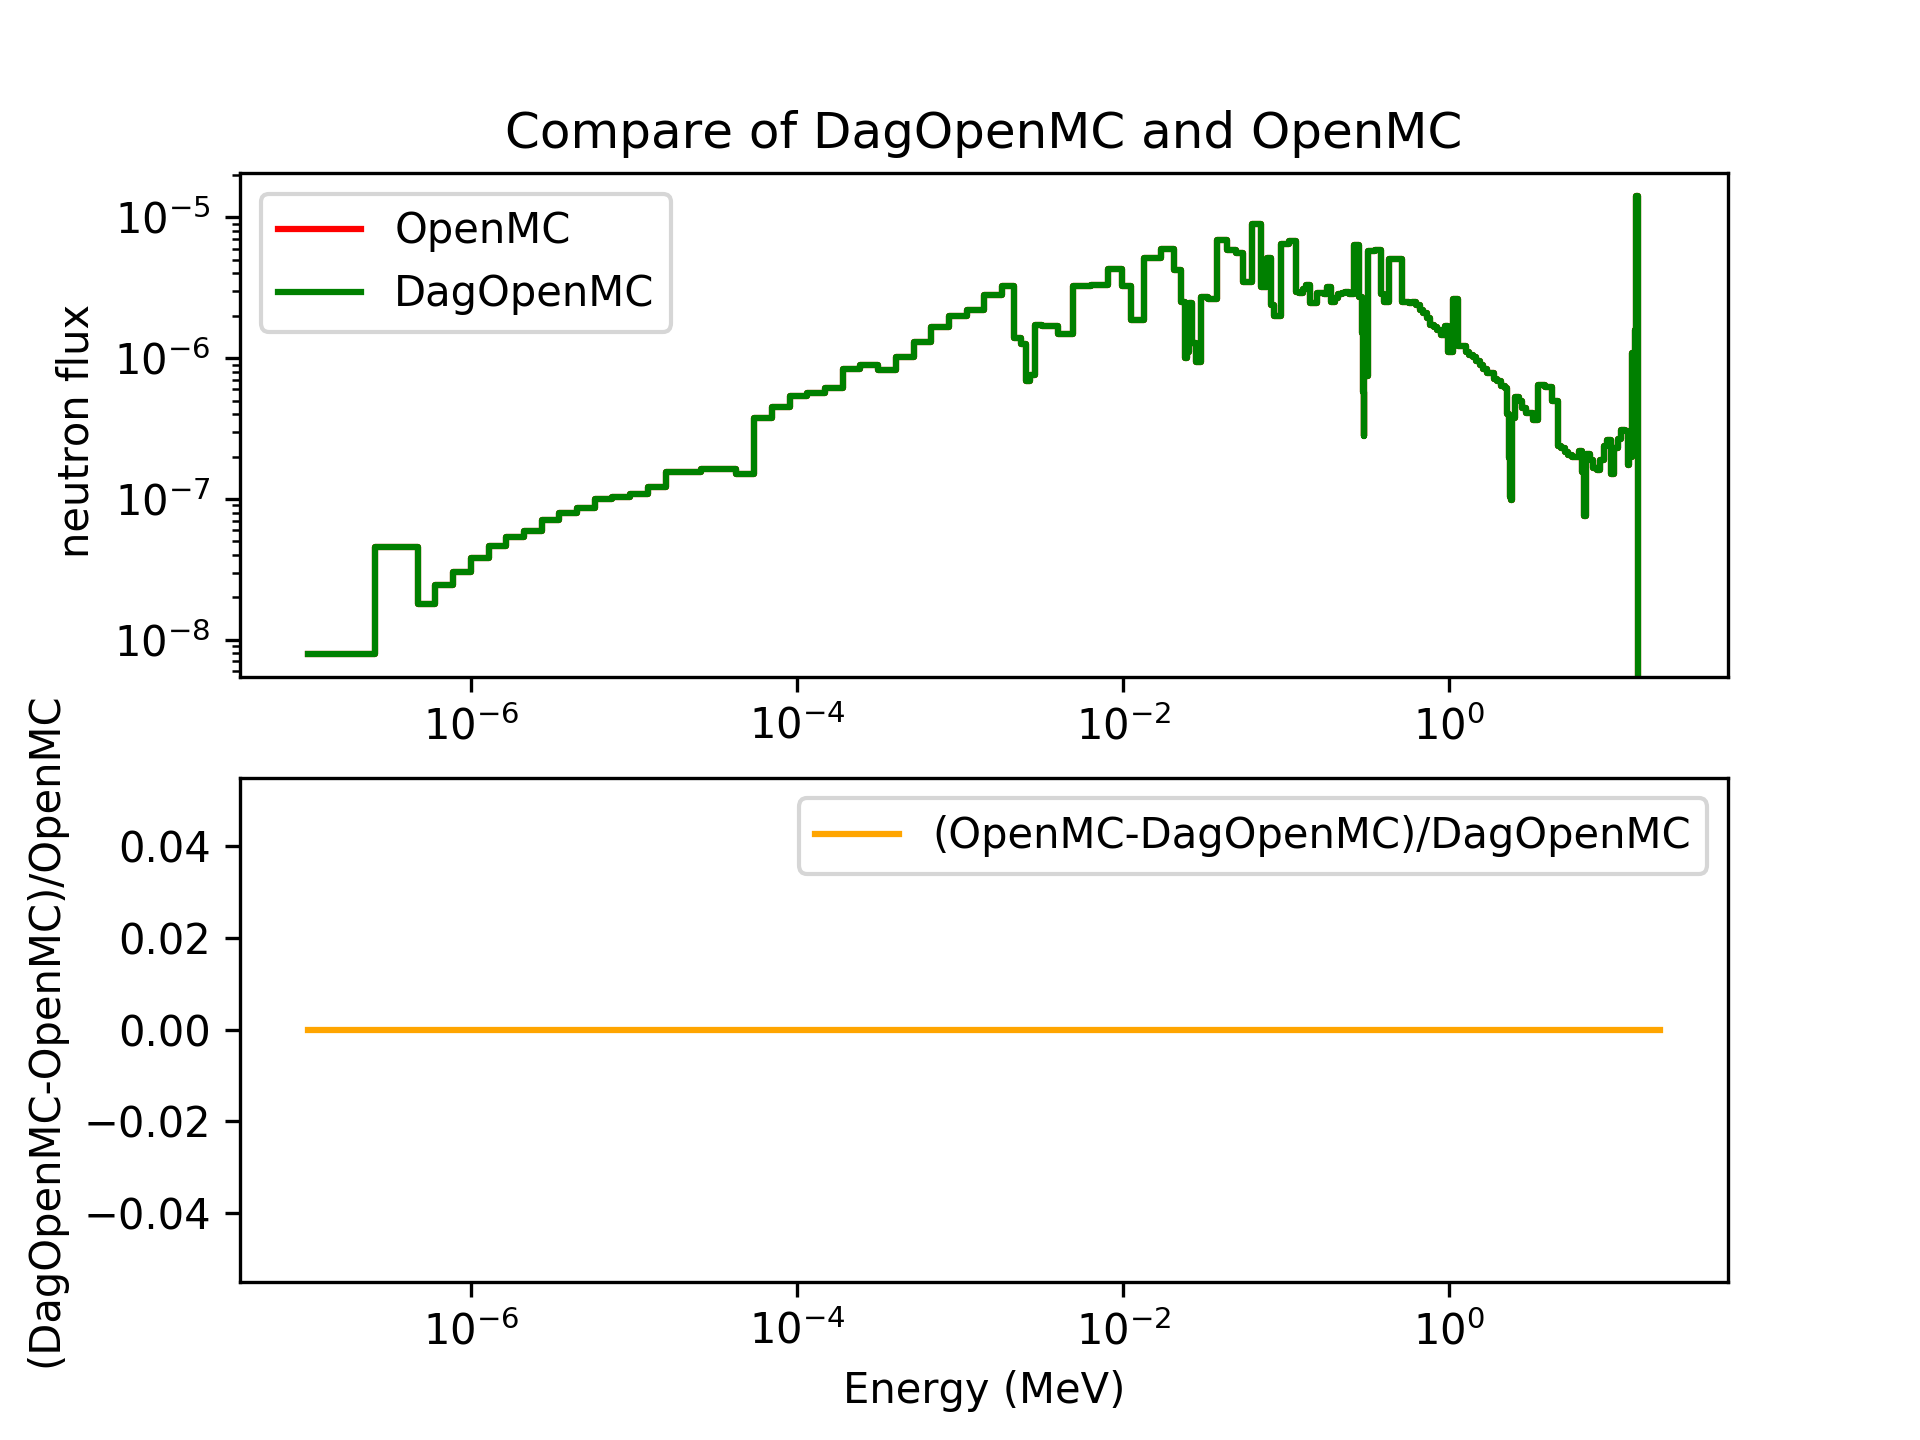 Compare of DagOpenMC and OpenMC
neutron flux
10⁻⁵
10⁻⁶
10⁻⁷
10⁻⁸
OpenMC
DagOpenMC
10⁻⁶ 10⁻⁴ 10⁻² 10⁰
(DagOpenMC-OpenMC)/OpenMC
0.04
0.02
0.00
−0.02
−0.04
(OpenMC-DagOpenMC)/DagOpenMC
10⁻⁶ 10⁻⁴ 10⁻² 10⁰
Energy (MeV)